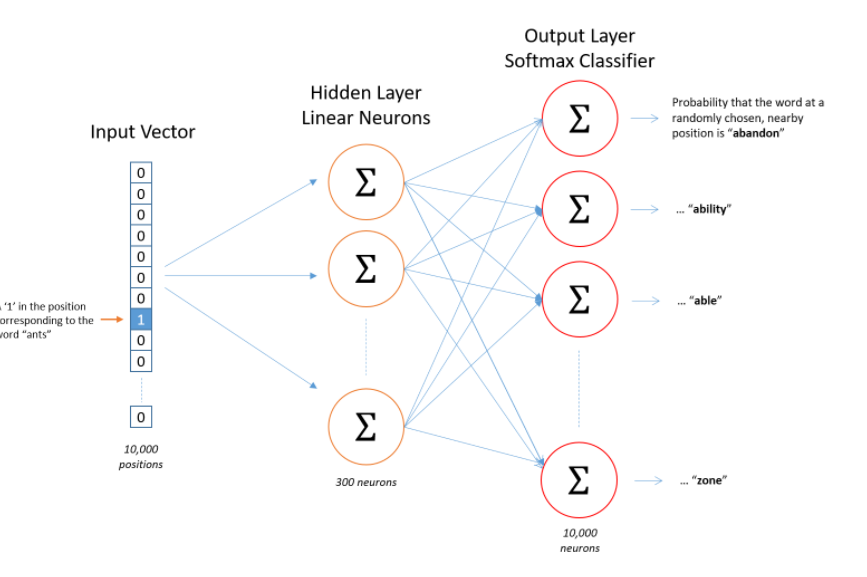 Output Layer
Softmax Classifier
Hidden Layer
Linear Neurons
Input Vector
0
0
0
0
0
0
0
1
0
0
0
‘1’ in the position
orresponding to the
ord “ants”
10,000
positions
Σ
Σ
Σ
300 neurons
Σ
Probability that the word at a
randomly chosen, nearby
position is “abandon”
Σ
... “ability”
Σ
... “able”
Σ
... “zone”
10,000
neurons